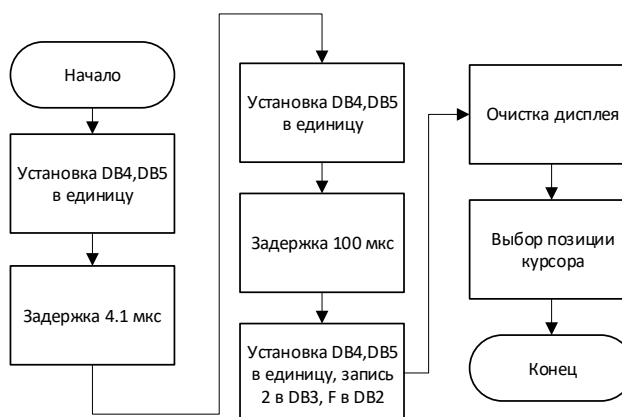 Начало
Установка DB4,DB5
в единицу
Задержка 4.1 мкс
Установка DB4,DB5
в единицу
Задержка 100 мкс
Установка DB4,DB5
в единицу, запись
2 в DB3, F в DB2
Очистка дисплея
Выбор позиции
курсора
Конец